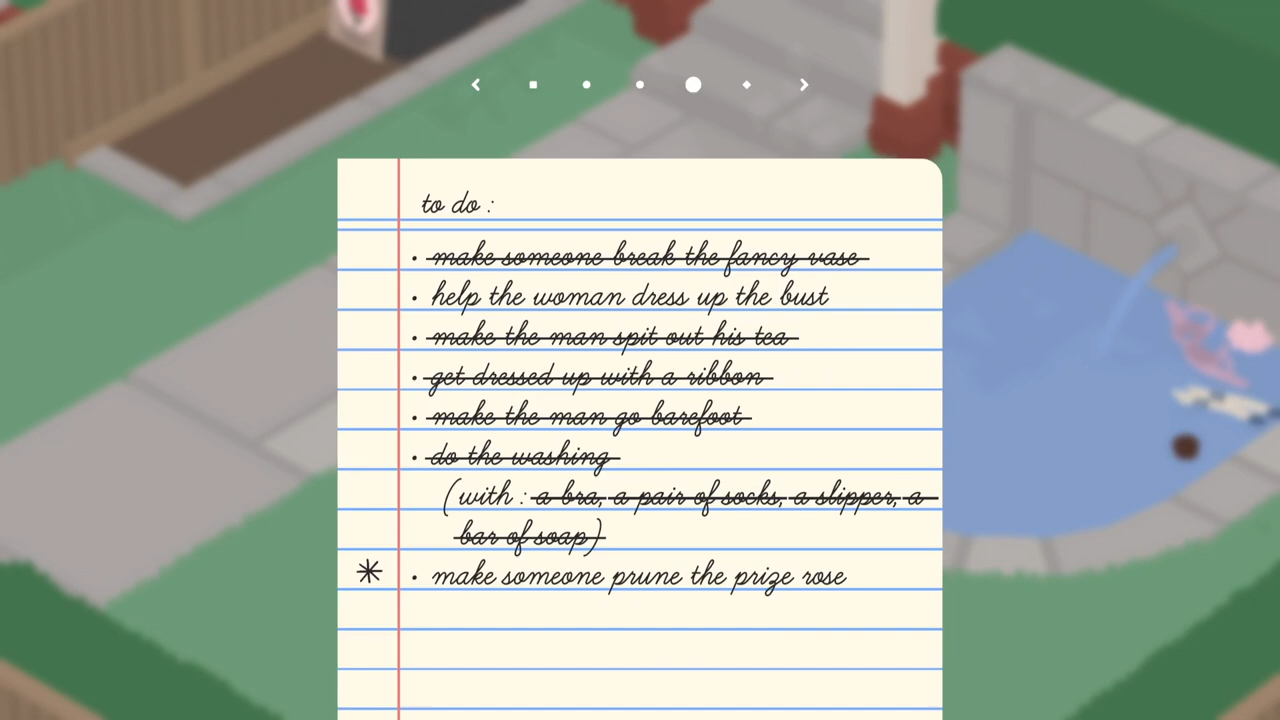 to do :
• make someone break the fancy vase
• help the woman dress up the bust
• make the man spit out his tea
• get dressed up with a ribbon
• make the man go barefoot
• do the washing
(with : a bra, a pair of socks, a slipper, a
bar of soap)
• make someone prune the prize rose